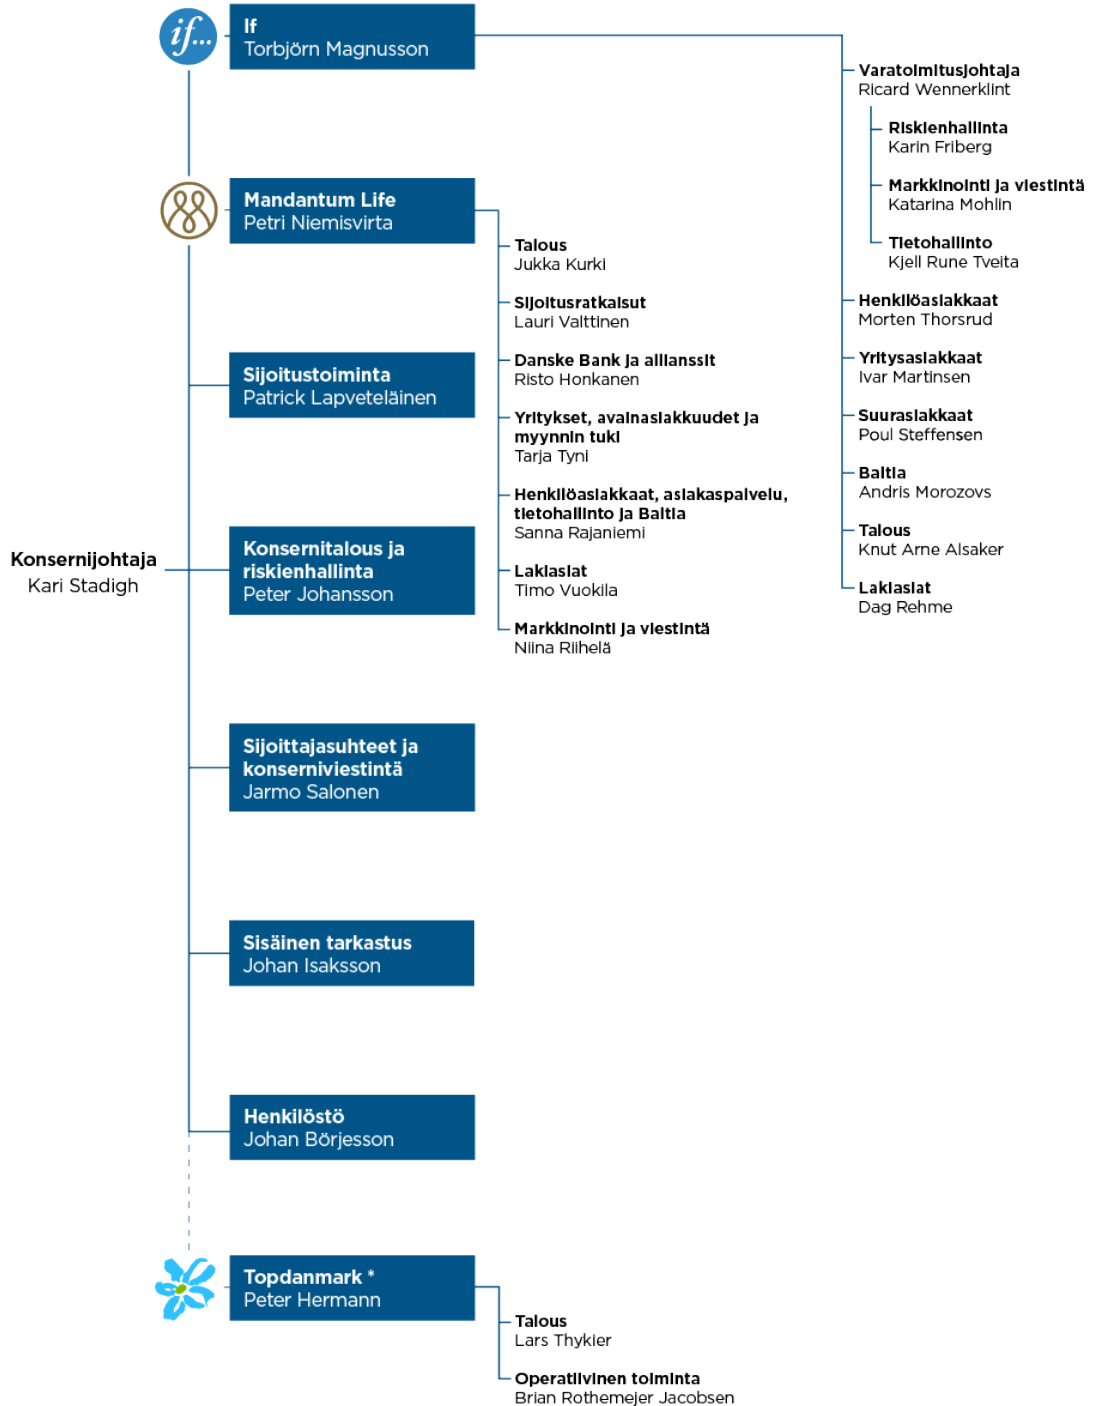 if...
If
Torbjörn Magnusson
Varatoimitusjohtaja
Ricard Wennerklint
Riskienhallinta
Karin Friberg
Markkinointi ja viestintä
Katarina Mohlin
Tietohallinto
Kjell Rune Tveita
Henkilöasiakkaat
Morten Thorsrud
Yritysasiakkaat
Ivar Martinsen
Suurasiakkaat
Poul Steffensen
Baltia
Andris Morozovs
Talous
Knut Arne Alsaker
Lakiasiat
Dag Rehme
Mandantum Life
Petri Niemisvirta
Talous
Jukka Kurki
Sijoitusratkaisut
Lauri Valttinen
Danske Bank ja allianssit
Risto Honkanen
Yritykset, avainasiakkuudet ja
myynnin tuki
Tarja Tyni
Henkilöasiakkaat, asiakaspalvelu,
tietohallinto ja Baltia
Sanna Rajaniemi
Lakiasiat
Timo Vuokila
Markkinointi ja viestintä
Niina Riihelä
Sijoitustoiminta
Patrick Lapveteläinen
Konsernijohtaja
Kari Stadigh
Konsernitalous ja
riskienhallinta
Peter Johansson
Sijoittajasuhteet ja
konserniviestintä
Jarmo Salonen
Sisäinen tarkastus
Johan Isaksson
Henkilöstö
Johan Börjesson
Topdanmark *
Peter Hermann
Talous
Lars Thykier
Operatiivinen toiminta
Brian Rothemejer Jacobsen